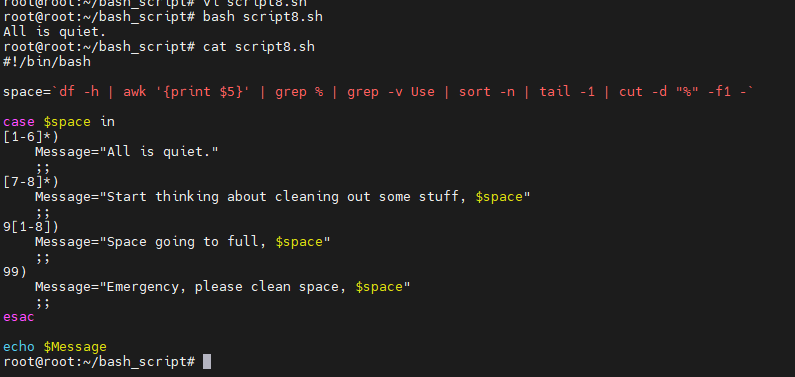 root@root:~/bash_script# vi script8.sh
root@root:~/bash_script# bash script8.sh
All is quiet.
root@root:~/bash_script# cat script8.sh
#!/bin/bash

space=`df -h | awk '{print $5}' | grep % | grep -v Use | sort -n | tail -1 | cut -d "%" -f1 -`

case $space in
[1-6]*)
    Message="All is quiet."
    ;;
[7-8]*)
    Message="Start thinking about cleaning out some stuff, $space"
    ;;
9[1-8])
    Message="Space going to full, $space"
    ;;
99)
    Message="Emergency, please clean space, $space"
    ;;
esac

echo $Message
root@root:~/bash_script#